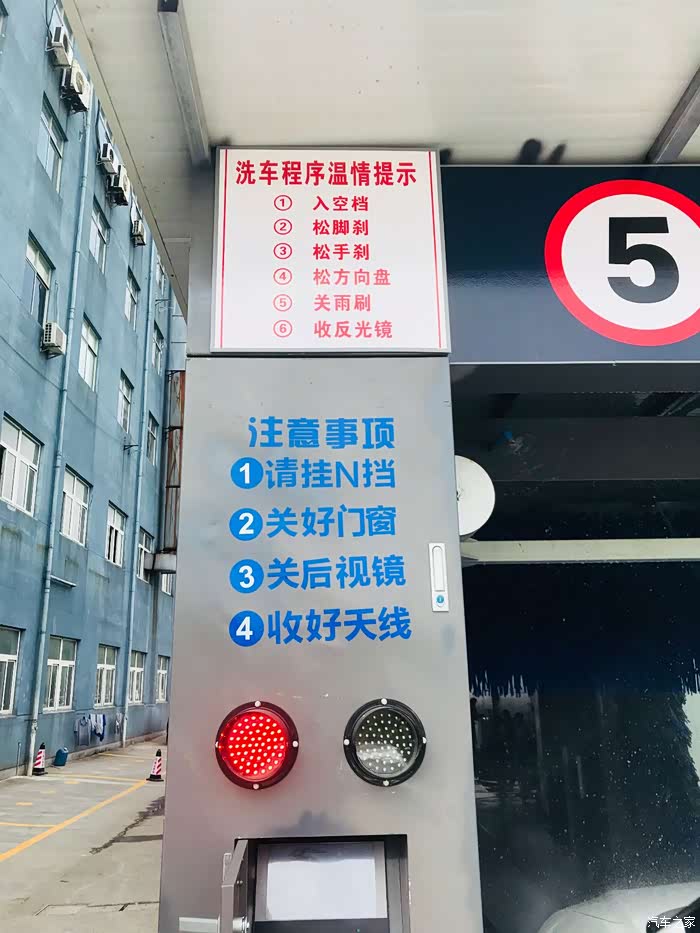 洗车程序温情提示
① 入空档
② 松脚刹
③ 松手刹
④ 松方向盘
⑤ 关雨刷
⑥ 收反光镜
5
注意事项
1 请挂N挡
2 关好门窗
3 关后视镜
4 收好天线
汽车之家